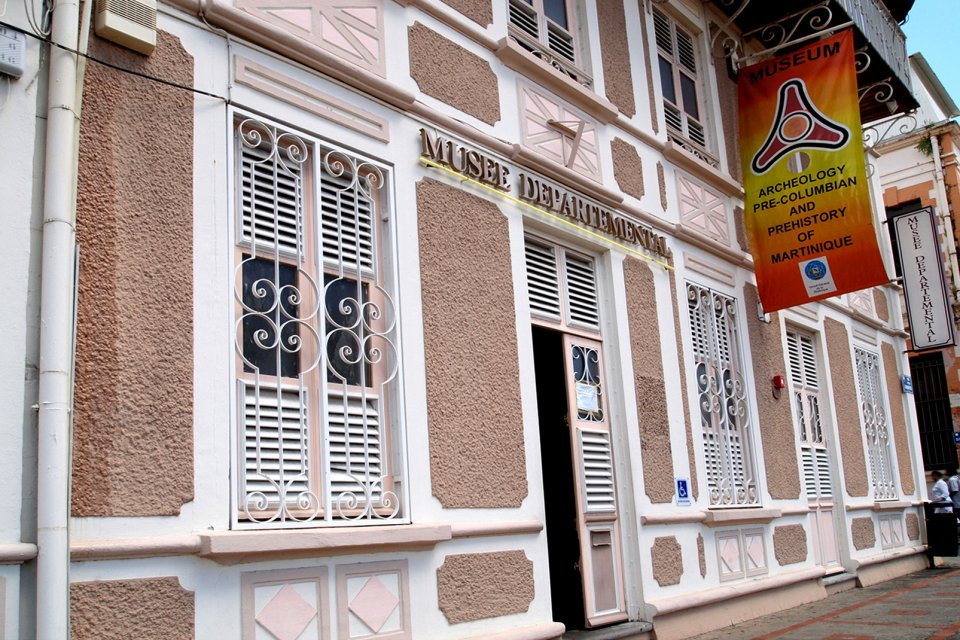 MUSEE DEPARTEMENTAL
MUSEUM
ARCHEOLOGY
PRE-COLUMBIAN
AND
PREHISTORY
OF
MARTINIQUE
MUSEE DEPARTEMENTAL